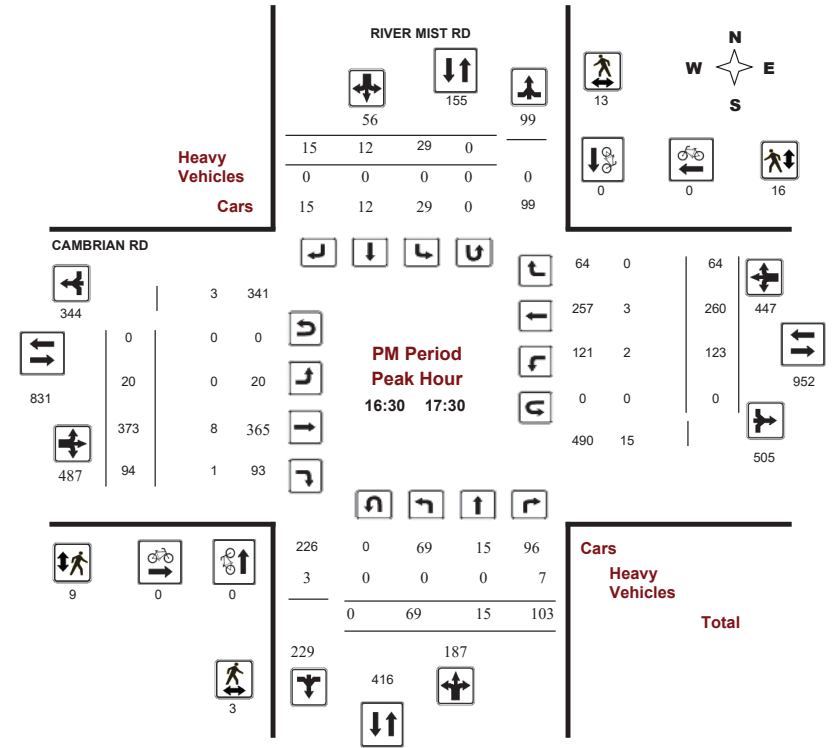 RIVER MIST RD
N
W E
S
155
13
56 99
15 12 29 0
Heavy
Vehicles
0 0 0 0 0
Cars
15 12 29 0 99
0 0 16
CAMBRIAN RD
344
3 341
64 0 64
447
257 3 260
831
0 0 0
20 0 20
373 8 365
487
94 1 93
PM Period
Peak Hour
16:30 17:30
121 2 123
952
0 0 0
490 15
505
226 0 69 15 96
3 0 0 0 7
0 69 15 103
Cars
Heavy
Vehicles
Total
9 0 0
229 187
416
3